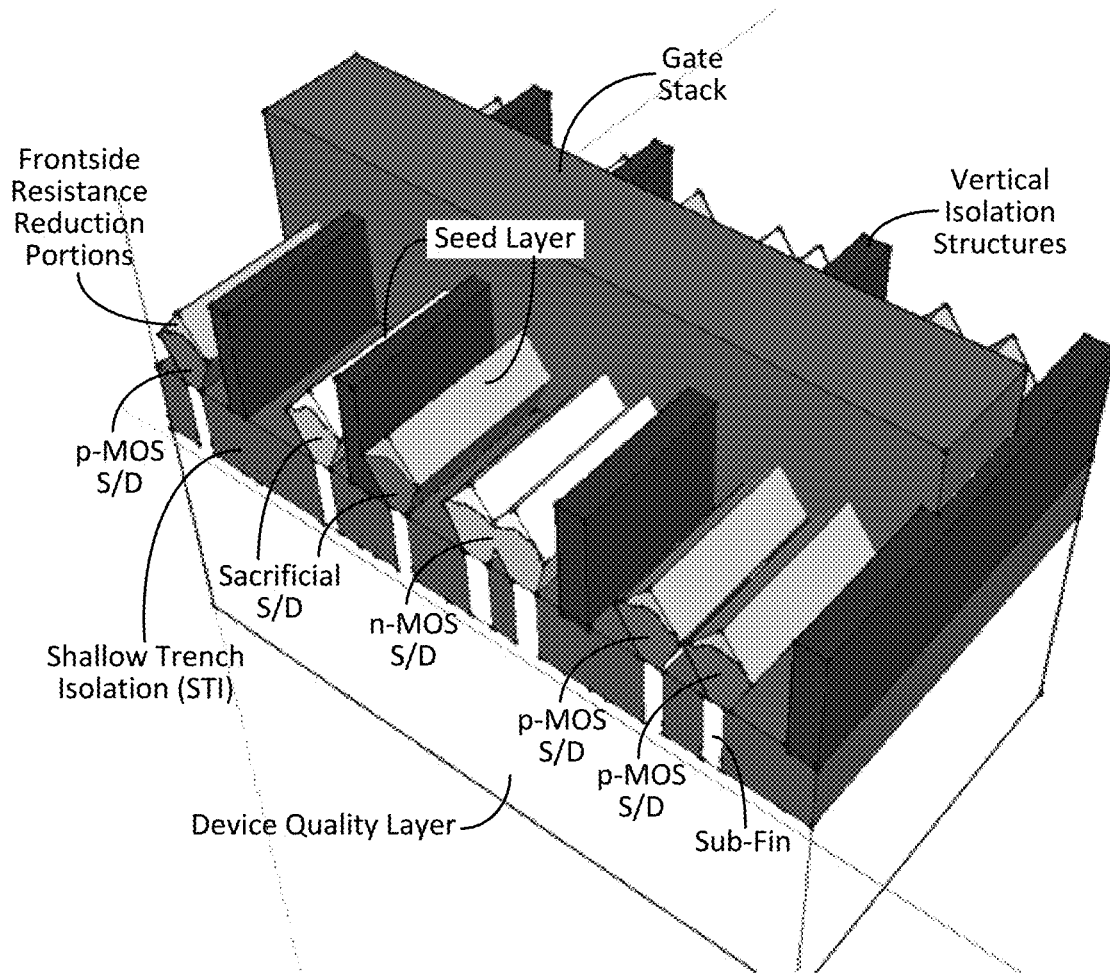 Gate
Stack
Frontside
Resistance
Reduction
Portions
Seed Layer
Vertical
Isolation
Structures
p-MOS
S/D
Sacrificial
S/D
n-MOS
S/D
Shallow Trench
Isolation (STI)
p-MOS
S/D
p-MOS
S/D
Device Quality Layer
Sub-Fin